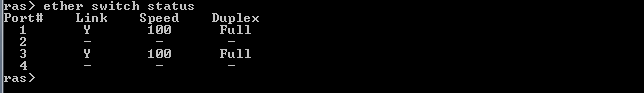 ras> ether switch status
Port# Link Speed Duplex
1 Y 100 Full
2 - - -
3 Y 100 Full
4 - - -
ras>